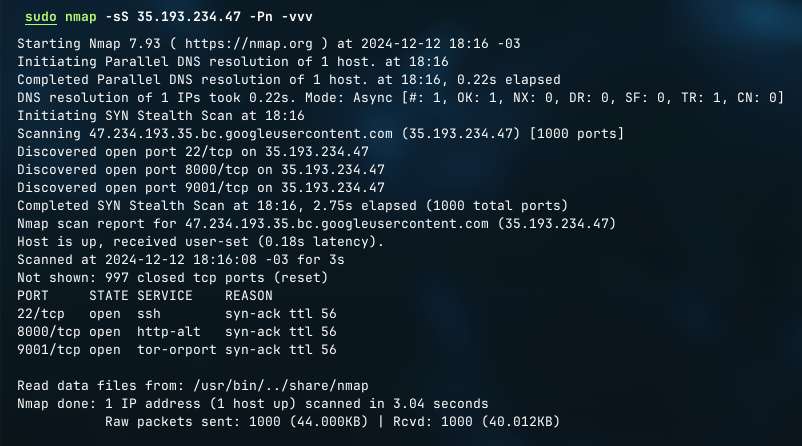 sudo nmap -sS 35.193.234.47 -Pn -vvv
Starting Nmap 7.93 ( https://nmap.org ) at 2024-12-12 18:16 -03
Initiating Parallel DNS resolution of 1 host. at 18:16
Completed Parallel DNS resolution of 1 host. at 18:16, 0.22s elapsed
DNS resolution of 1 IPs took 0.22s. Mode: Async [#: 1, OK: 1, NX: 0, DR: 0, SF: 0, TR: 1, CN: 0]
Initiating SYN Stealth Scan at 18:16
Scanning 47.234.193.35.bc.googleusercontent.com (35.193.234.47) [1000 ports]
Discovered open port 22/tcp on 35.193.234.47
Discovered open port 8000/tcp on 35.193.234.47
Discovered open port 9001/tcp on 35.193.234.47
Completed SYN Stealth Scan at 18:16, 2.75s elapsed (1000 total ports)
Nmap scan report for 47.234.193.35.bc.googleusercontent.com (35.193.234.47)
Host is up, received user-set (0.18s latency).
Scanned at 2024-12-12 18:16:08 -03 for 3s
Not shown: 997 closed tcp ports (reset)
PORT     STATE SERVICE    REASON
22/tcp   open  ssh        syn-ack ttl 56
8000/tcp open  http-alt   syn-ack ttl 56
9001/tcp open  tor-orport syn-ack ttl 56
Read data files from: /usr/bin/../share/nmap
Nmap done: 1 IP address (1 host up) scanned in 3.04 seconds
           Raw packets sent: 1000 (44.000KB) | Rcvd: 1000 (40.012KB)